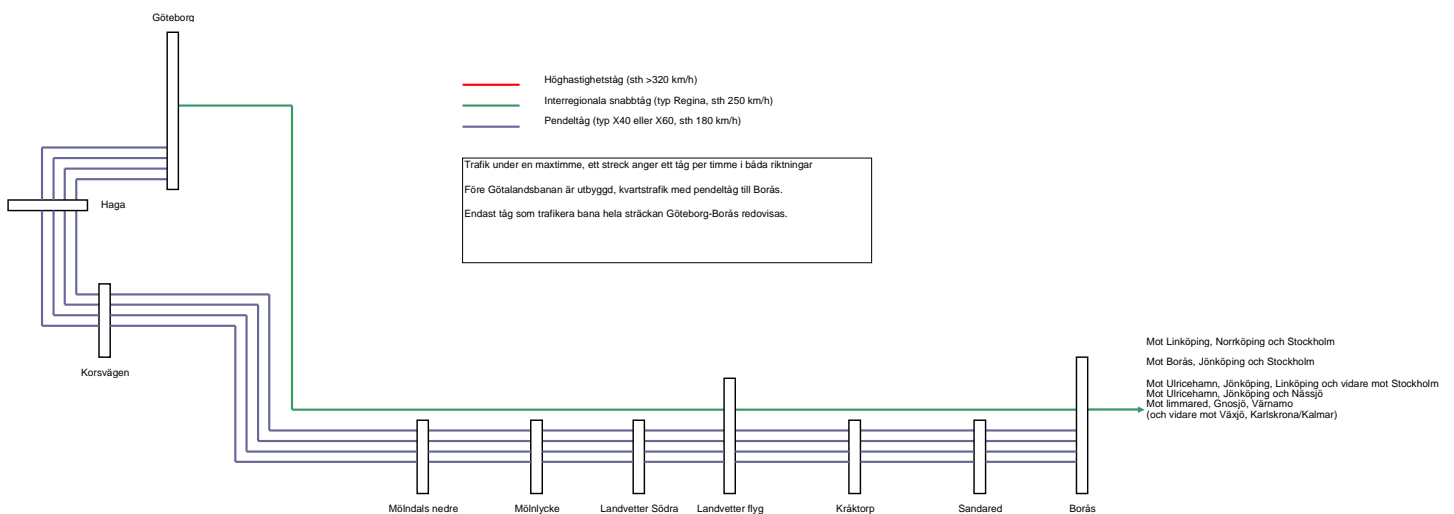 Göteborg
Höghastighetståg (sth >320 km/h)
Interregionala snabbtåg (typ Regina, sth 250 km/h)
Pendeltåg (typ X40 eller X60, sth 180 km/h)
Trafik under en maxtimme, ett streck anger ett tåg per timme i båda riktningar
Före Götalandsbanan är utbyggd, kvartstrafik med pendeltåg till Borås.
Endast tåg som trafikera bana hela sträckan Göteborg-Borås redovisas.
Haga
Korsvägen
Mot Linköping, Norrköping och Stockholm
Mot Borås, Jönköping och Stockholm
Mot Ulricehamn, Jönköping, Linköping och vidare mot Stockholm
Mot Ulricehamn, Jönköping och Nässjö
Mot limmared, Gnosjö, Värnamo
(och vidare mot Växjö, Karlskrona/Kalmar)
Mölndals nedre
Mölnlycke
Landvetter Södra
Landvetter flyg
Kråktorp
Sandared
Borås